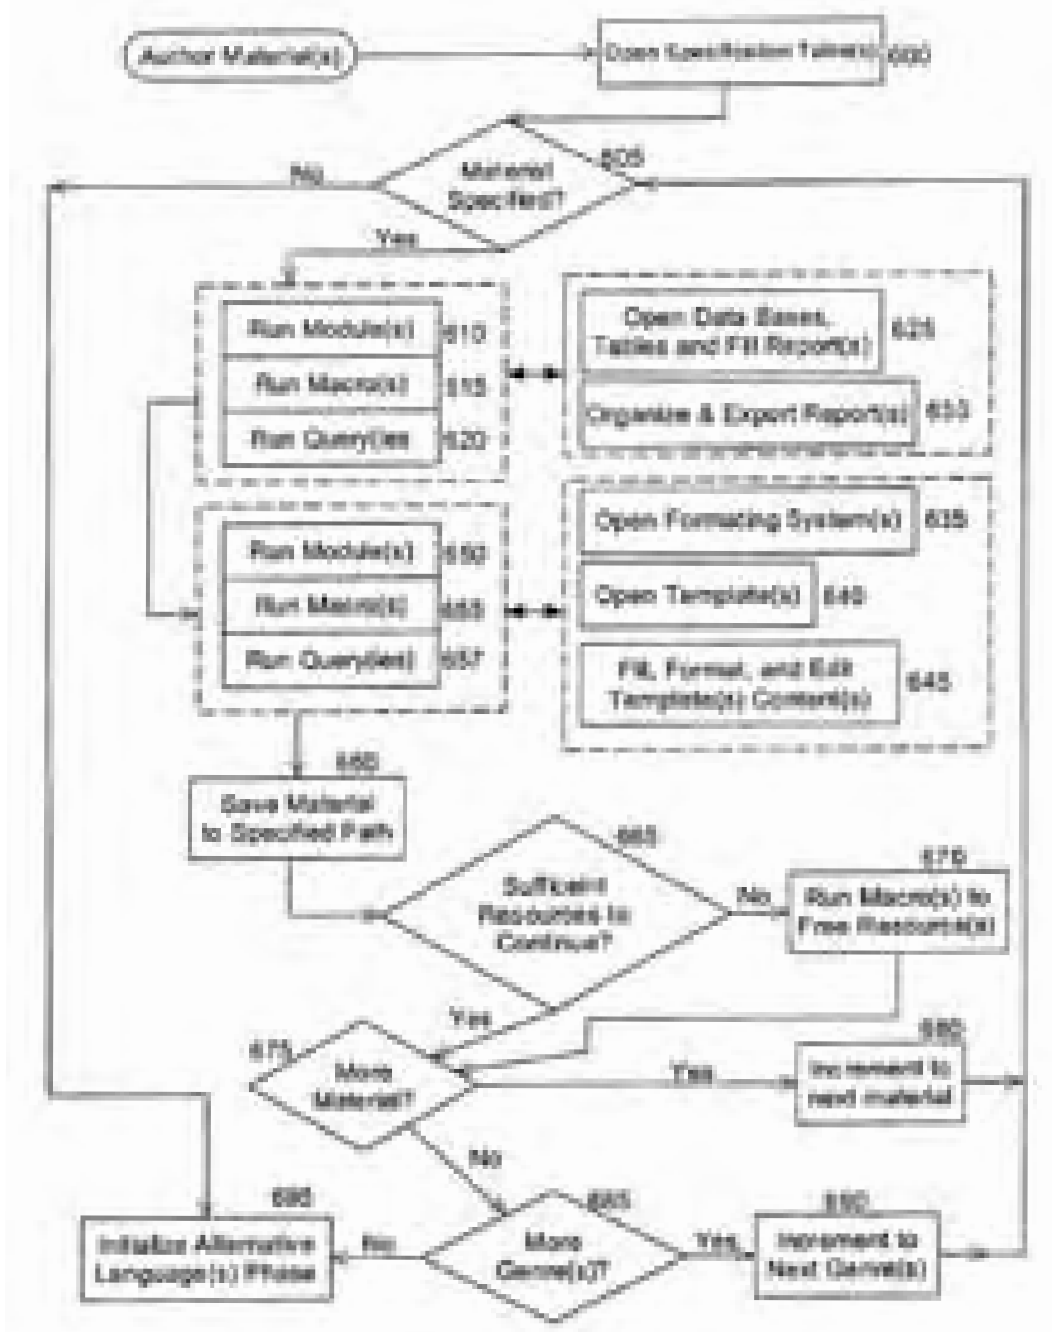 Author Material(s)
Open Specification Table(s)
600
605
Material
Specified?
No
Yes
Run Module(s)
610
Run Macro(s)
615
Run Query(ies
620
Open Data Bases,
Tables and Fill Report(s)
625
Organize & Export Report(s)
630
Open Formating System(s)
635
Open Template(s)
640
Fill, Format, and Edit
Template(s) Content(s)
645
Run Module(s)
650
Run Macro(s)
655
Run Query(ies)
657
660
Save Material
to Specified Path
665
Sufficeint
Resources to
Continue?
No
670
Run Macro(s) to
Free Resource(s)
Yes
675
More
Material?
Yes
680
Increment to
next material
No
685
More
Genre(s)?
Yes
690
Increment to
Next Genre(s)
No
695
Initialize Alternative
Language(s) Phase